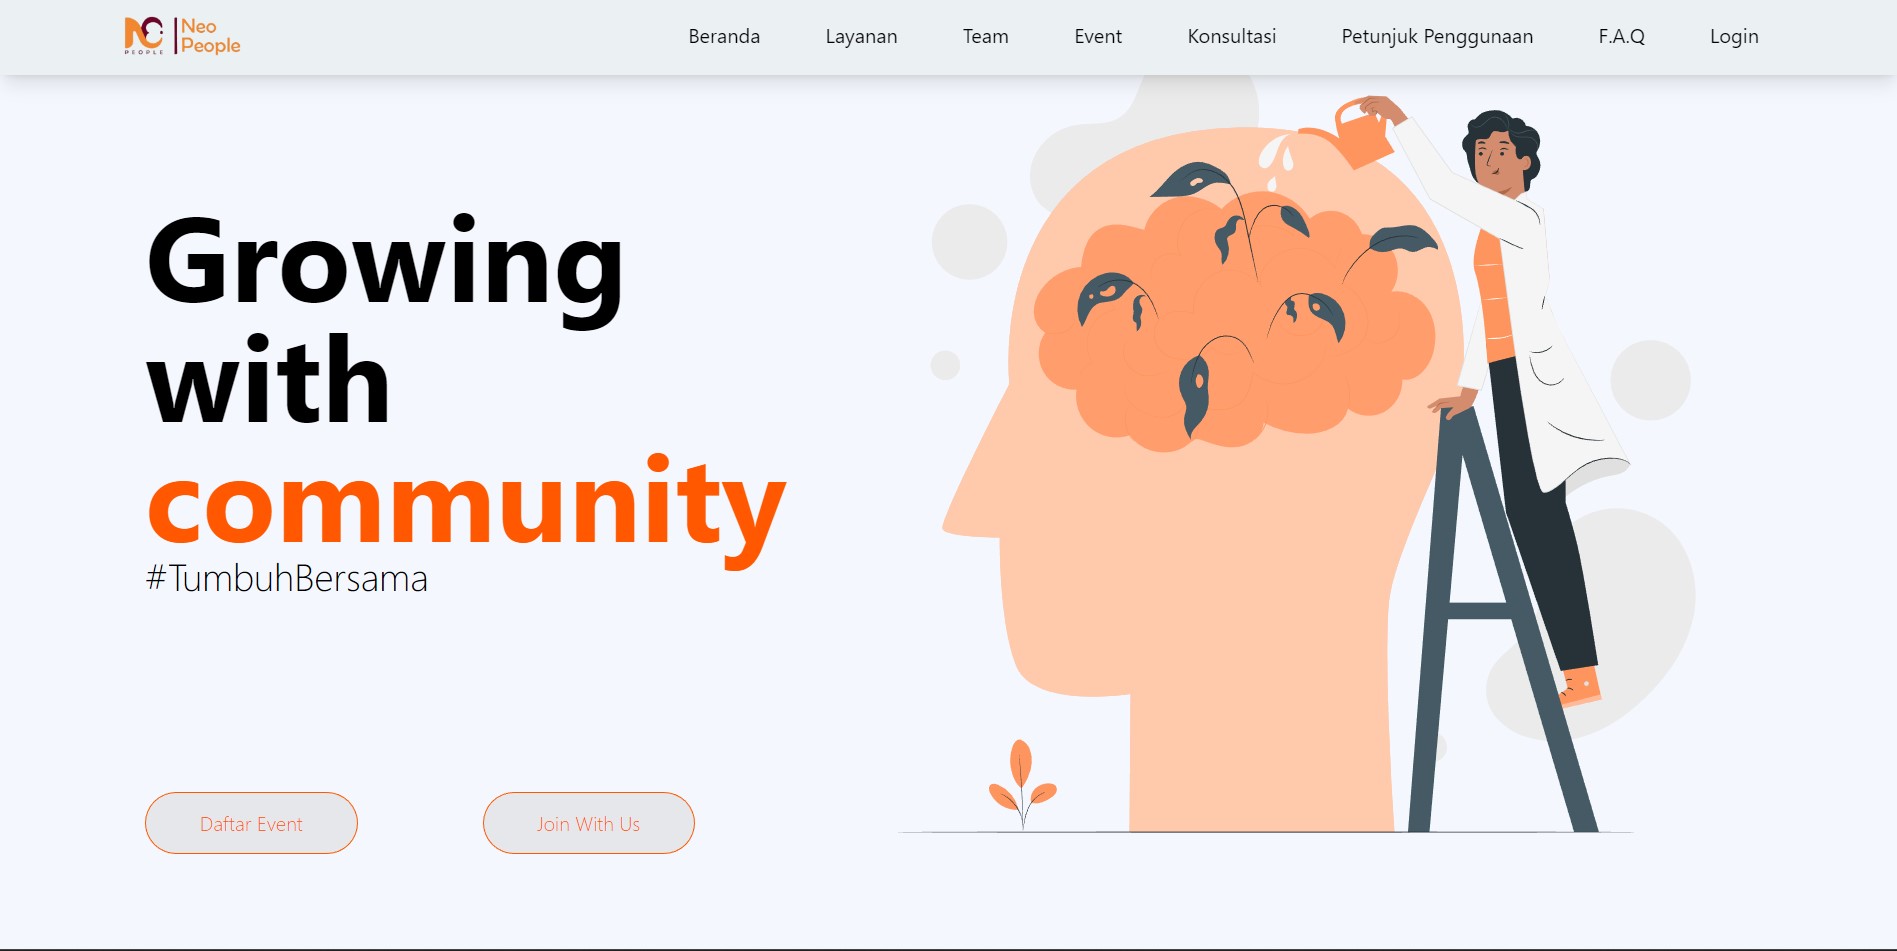 NC
PEOPLE
Neo
People
Beranda
Layanan
Team
Event
Konsultasi
Petunjuk Penggunaan
F.A.Q
Login
Growing
with
community
#TumbuhBersama
Daftar Event
Join With Us